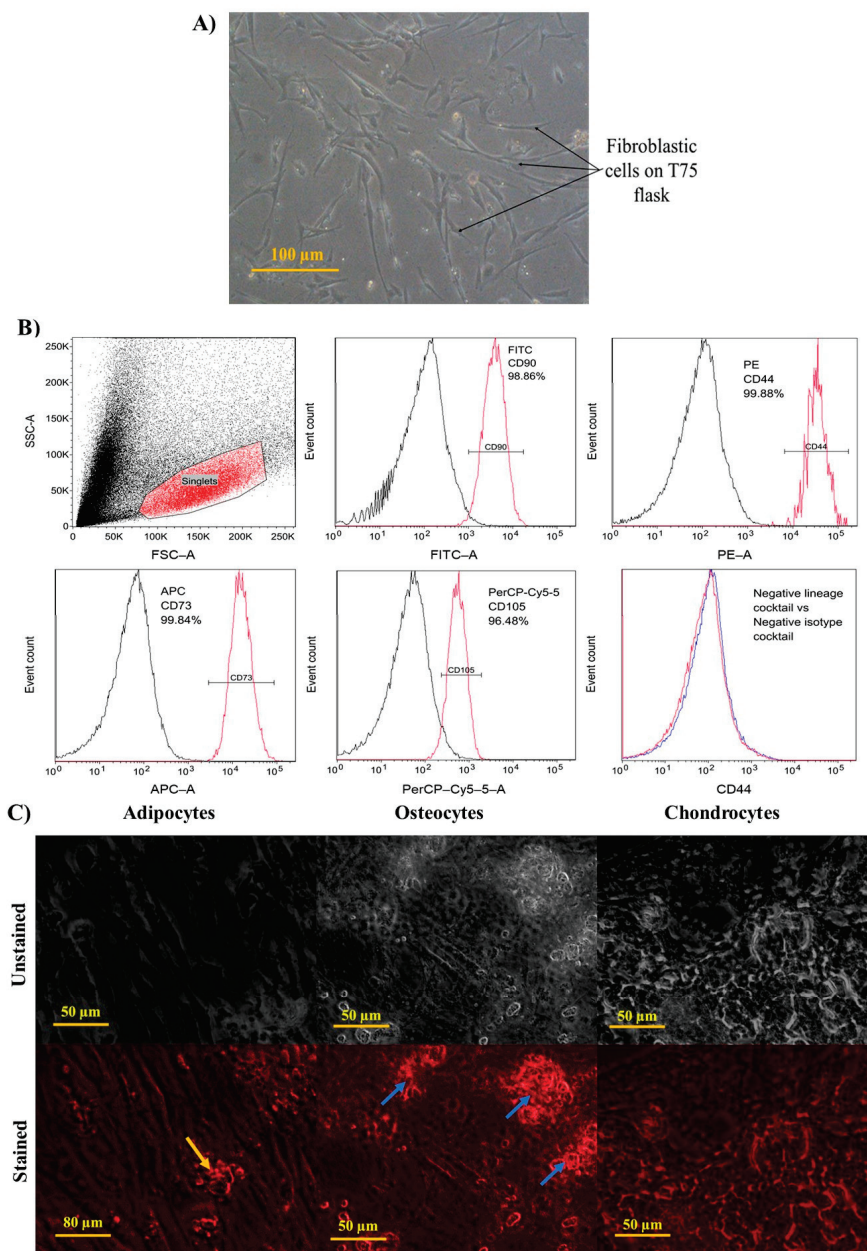 A)
Fibroblastic
cells on T75
flask
100 µm
B)
250K
200K
150K
100K
50K
0
SSC-A
Singlets
0 50K 100K 150K 200K 250K
FSC–A
Event count
FITC
CD90
98.86%
CD90
10⁰ 10¹ 10² 10³ 10⁴ 10⁵
FITC–A
Event count
PE
CD44
99.88%
CD44
10⁰ 10¹ 10² 10³ 10⁴ 10⁵
PE–A
Event count
APC
CD73
99.84%
CD73
10⁰ 10¹ 10² 10³ 10⁴ 10⁵
APC–A
Event count
PerCP-Cy5-5
CD105
96.48%
CD105
10⁰ 10¹ 10² 10³ 10⁴ 10⁵
PerCP–Cy5–5–A
Event count
Negative lineage
cocktail vs
Negative isotype
cocktail
10⁰ 10¹ 10² 10³ 10⁴ 10⁵
CD44
C)
Adipocytes Osteocytes Chondrocytes
Unstained
50 µm 50 µm 50 µm
Stained
80 µm 50 µm 50 µm